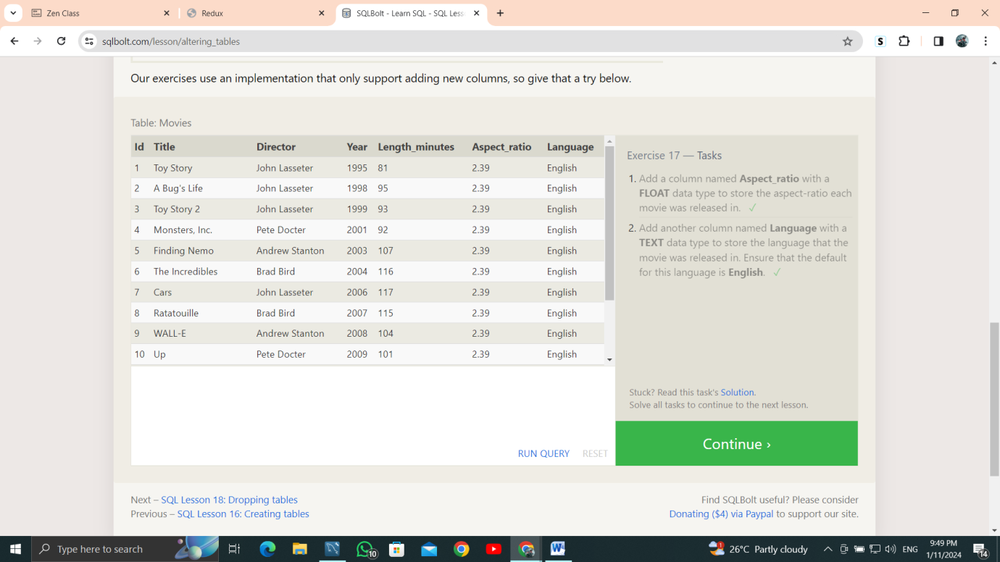 Zen Class
Redux
SQLBolt - Learn SQL - SQL Less
sqlbolt.com/lesson/altering_tables
S
Our exercises use an implementation that only support adding new columns, so give that a try below.
Table: Movies
Id Title Director Year Length_minutes Aspect_ratio Language
1 Toy Story John Lasseter 1995 81 2.39 English
2 A Bug's Life John Lasseter 1998 95 2.39 English
3 Toy Story 2 John Lasseter 1999 93 2.39 English
4 Monsters, Inc. Pete Docter 2001 92 2.39 English
5 Finding Nemo Andrew Stanton 2003 107 2.39 English
6 The Incredibles Brad Bird 2004 116 2.39 English
7 Cars John Lasseter 2006 117 2.39 English
8 Ratatouille Brad Bird 2007 115 2.39 English
9 WALL-E Andrew Stanton 2008 104 2.39 English
10 Up Pete Docter 2009 101 2.39 English
RUN QUERY RESET
Exercise 17 — Tasks
1. Add a column named Aspect_ratio with a
FLOAT data type to store the aspect-ratio each
movie was released in. ✓
2. Add another column named Language with a
TEXT data type to store the language that the
movie was released in. Ensure that the default
for this language is English. ✓
Stuck? Read this task's Solution.
Solve all tasks to continue to the next lesson.
Continue ›
Next – SQL Lesson 18: Dropping tables
Previous – SQL Lesson 16: Creating tables
Find SQLBolt useful? Please consider
Donating ($4) via Paypal to support our site.
Type here to search
10
W
1
26°C Partly cloudy
ENG
9:49 PM
1/11/2024
14